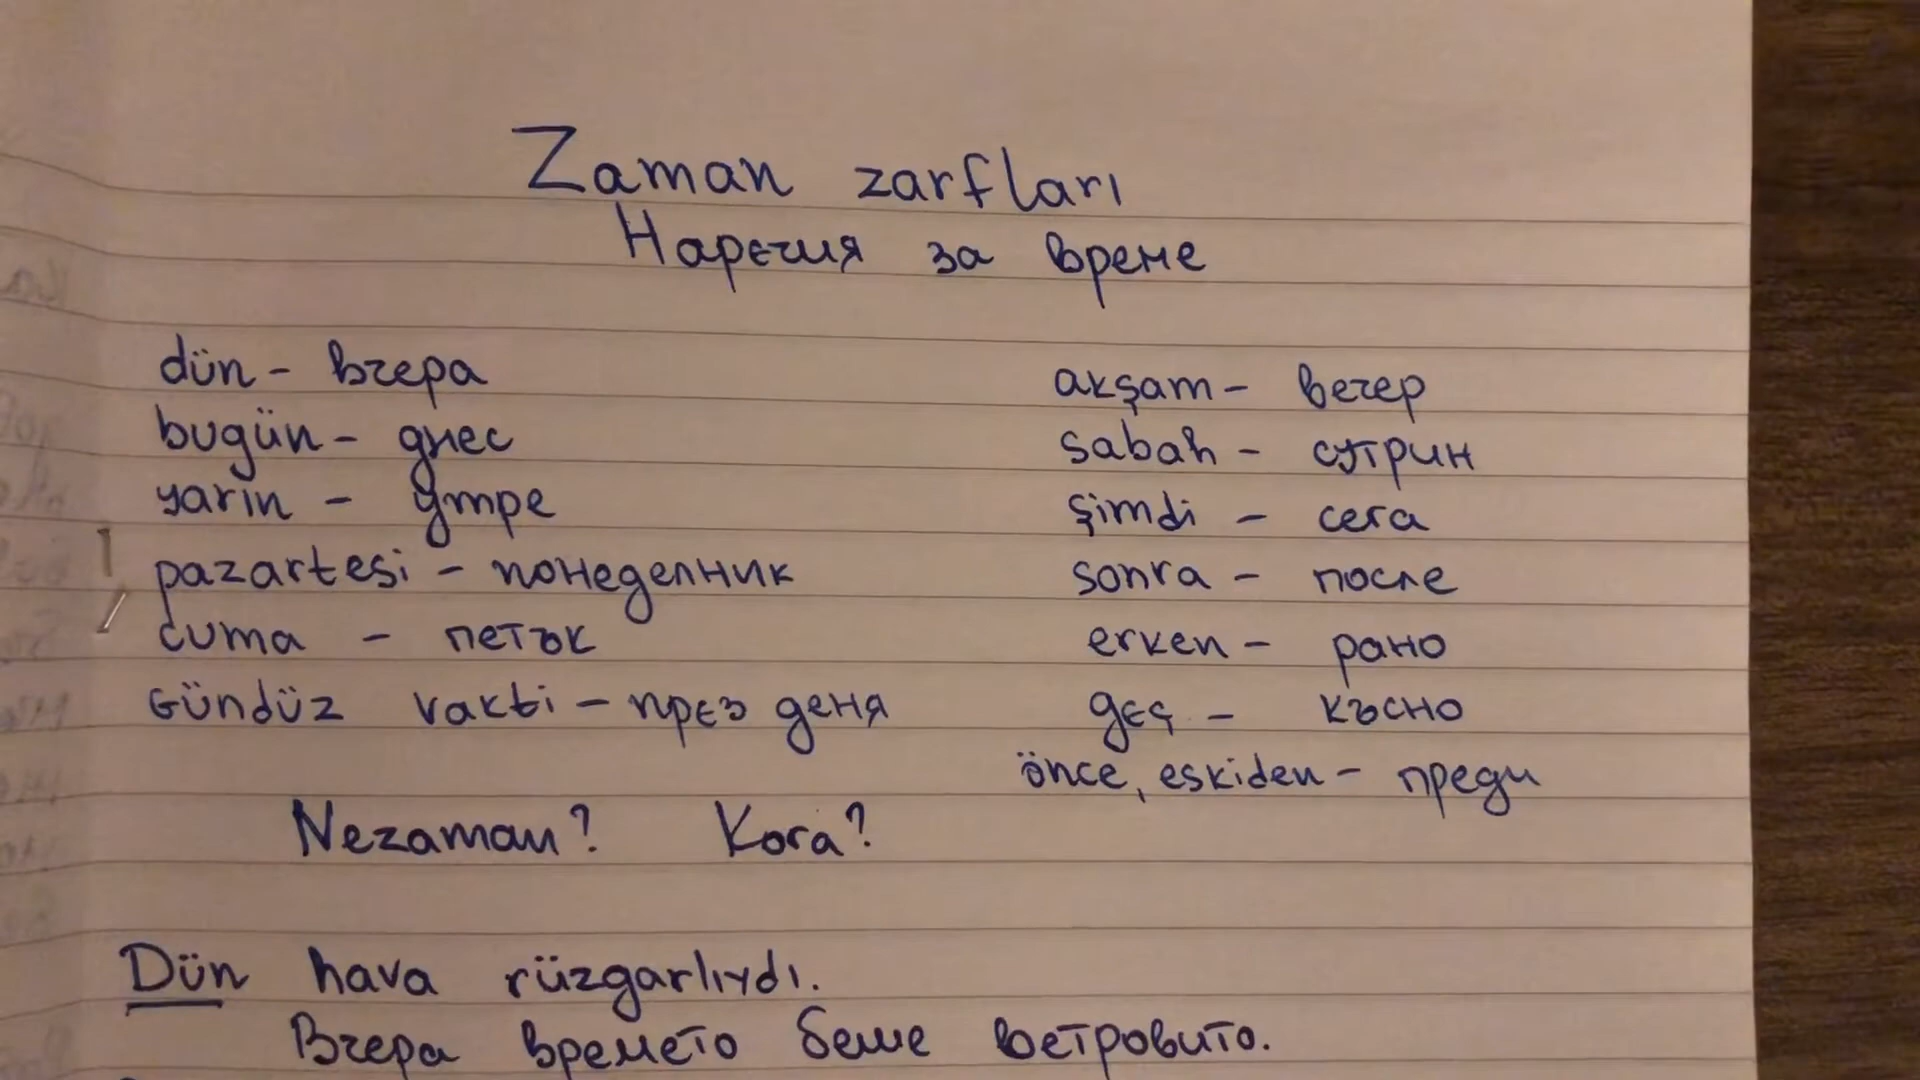 Zaman zarfları
Наречия за време
dün - вчера
bugün - днес
yarın - утре
pazartesi - понеделник
cuma - петък
Gündüz vakti - през деня
akşam - вечер
sabah - сутрин
şimdi - сега
sonra - после
erken - рано
geç - късно
önce, eskiden - преди
Nezaman? Кога?
Dün hava rüzgarlıydı.
Вчера времето беше ветровито.